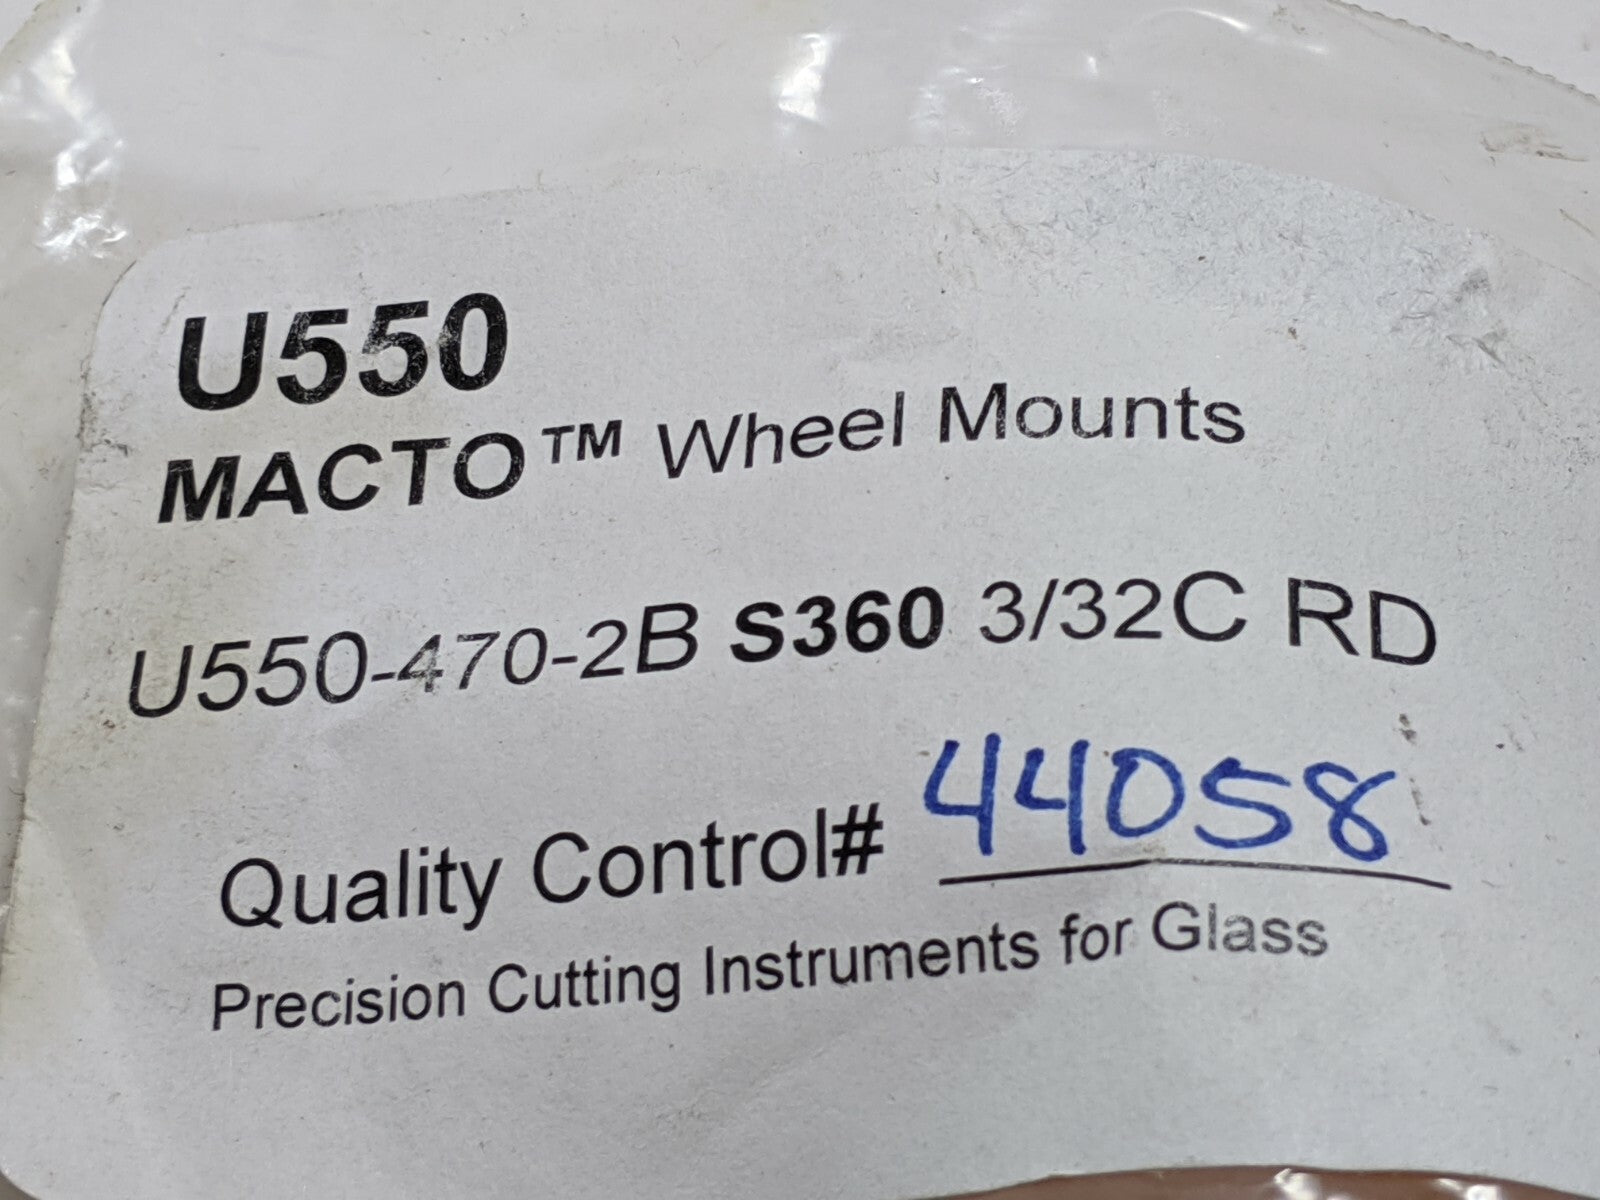 U550
MACTO™ Wheel Mounts
U550-470-2B S360 3/32C RD
Quality Control# 44058
Precision Cutting Instruments for Glass